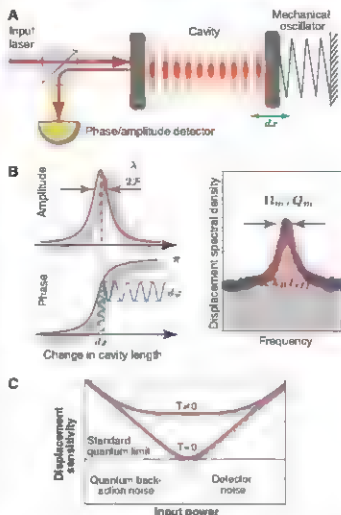 A
Input
laser
Cavity
Mechanical
oscillator
dx
Phase/amplitude detector
B
Amplitude
λ
Phase
π
dx
Change in cavity length
Displacement spectral density
Ωm, Qm
Frequency
C
Displacement
sensitivity
T≠0
T=0
Standard
quantum limit
Quantum back-
action noise
Detector
noise
Input power